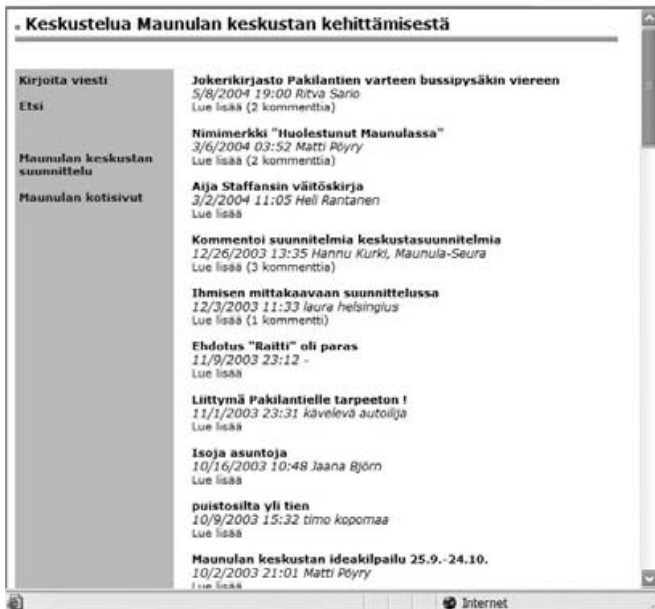 Keskustelua Maunulan keskustan kehittämisestä
Kirjoita viesti
Etsi
Maunulan keskustan
suunnittelu
Maunulan kotisivut
Jokerikirjasto Pakilantien varteen bussipysäkin viereen
5/8/2004 19:00 Ritva Sario
Lue lisää (2 kommenttia)
Nimimerkki "Huolestunut Maunulassa"
3/6/2004 03:52 Matti Pöyry
Lue lisää (2 kommenttia)
Aija Staffansin väitöskirja
3/2/2004 11:05 Heli Rantanen
Lue lisää
Kommentoi suunnitelmia keskustasuunnitelmia
12/26/2003 13:35 Hannu Kurki, Maunula-Seura
Lue lisää (3 kommenttia)
Ihmisen mittakaavaan suunnittelussa
12/3/2003 11:33 laura helsingius
Lue lisää (1 kommentti)
Ehdotus "Raitti" oli paras
11/9/2003 23:12 -
Lue lisää
Liittymä Pakilantielle tarpeeton !
11/1/2003 23:31 kävelevä autoilija
Lue lisää
Isoja asuntoja
10/16/2003 10:48 Jaana Björn
Lue lisää
puistosilta yli tien
10/9/2003 15:32 timo kopomaa
Lue lisää
Maunulan keskustan ideakilpailu 25.9.-24.10.
10/2/2003 21:01 Matti Pöyry
Lue lisää
Internet